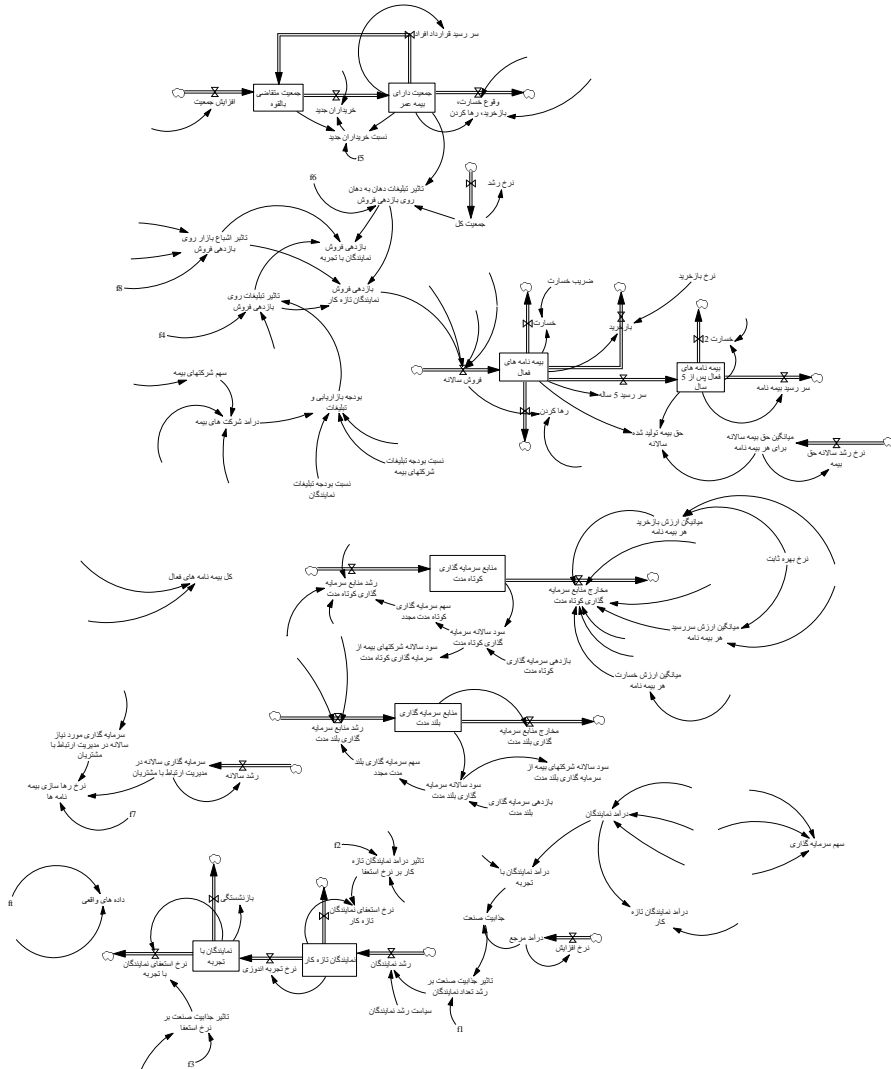 سر رسید قرارداد افراد
جمعیت متقاضی
بالقوه
جمعیت دارای
بیمه عمر
افزایش جمعیت
خریداران جدید
وقوع خسارت،
بازخرید، رها کردن
نسبت خریداران جدید
f5
f6
تاثیر تبلیغات دهان به دهان
روی بازدهی فروش
نرخ رشد
جمعیت کل
تاثیر اشباع بازار روی
بازدهی فروش
f8
بازدهی فروش
نمایندگان با تجربه
بازدهی فروش
نمایندگان تازه کار
تاثیر تبلیغات روی
بازدهی فروش
f4
ضریب خسارت
نرخ بازخرید
خسارت
بازخرید
خسارت 2
بیمه نامه های
فعال
بیمه نامه های
فعال پس از 5
سال
فروش سالانه
سر رسید 5 ساله
سر رسید بیمه نامه
رها کردن
حق بیمه تولید شده
سالانه
میانگین حق بیمه سالانه
برای هر بیمه نامه
نرخ رشد سالانه حق
بیمه
سهم شرکتهای بیمه
درآمد شرکت های بیمه
بودجه بازاریابی و
تبلیغات
نسبت بودجه تبلیغات
شرکتهای بیمه
نسبت بودجه تبلیغات
نمایندگان
کل بیمه نامه های فعال
منابع سرمایه گذاری
کوتاه مدت
رشد منابع سرمایه
گذاری کوتاه مدت
مخارج منابع سرمایه
گذاری کوتاه مدت
میانگین ارزش بازخرید
هر بیمه نامه
نرخ بهره ثابت
سهم سرمایه گذاری
کوتاه مدت مجدد
سود سالانه سرمایه
گذاری کوتاه مدت
سود سالانه شرکتهای بیمه از
سرمایه گذاری کوتاه مدت
بازدهی سرمایه گذاری
کوتاه مدت
میانگین ارزش سررسید
هر بیمه نامه
میانگین ارزش خسارت
هر بیمه نامه
منابع سرمایه گذاری
بلند مدت
رشد منابع سرمایه
گذاری بلند مدت
مخارج منابع سرمایه
گذاری بلند مدت
سهم سرمایه گذاری بلند
مدت مجدد
سود سالانه سرمایه
گذاری بلند مدت
سود سالانه شرکتهای بیمه از
سرمایه گذاری بلند مدت
بازدهی سرمایه گذاری
بلند مدت
سرمایه گذاری مورد نیاز
سالانه در مدیریت ارتباط با
مشتریان
سرمایه گذاری سالانه در
مدیریت ارتباط با مشتریان
رشد سالانه
نرخ رها سازی بیمه
نامه ها
f7
درآمد نمایندگان
سهم سرمایه گذاری
درآمد نمایندگان با
تجربه
درآمد نمایندگان تازه
کار
جذابیت صنعت
درآمد مرجع
نرخ افزایش
تاثیر جذابیت صنعت بر
رشد تعداد نمایندگان
f1
f2
تاثیر درآمد نمایندگان تازه
کار بر نرخ استعفا
نرخ استعفای نمایندگان
تازه کار
بازنشستگی
داده های واقعی
ft
نمایندگان با
تجربه
نمایندگان تازه کار
نرخ استعفای نمایندگان
با تجربه
نرخ تجربه اندوزی
رشد نمایندگان
سیاست رشد نمایندگان
تاثیر جذابیت صنعت بر
نرخ استعفا
f3